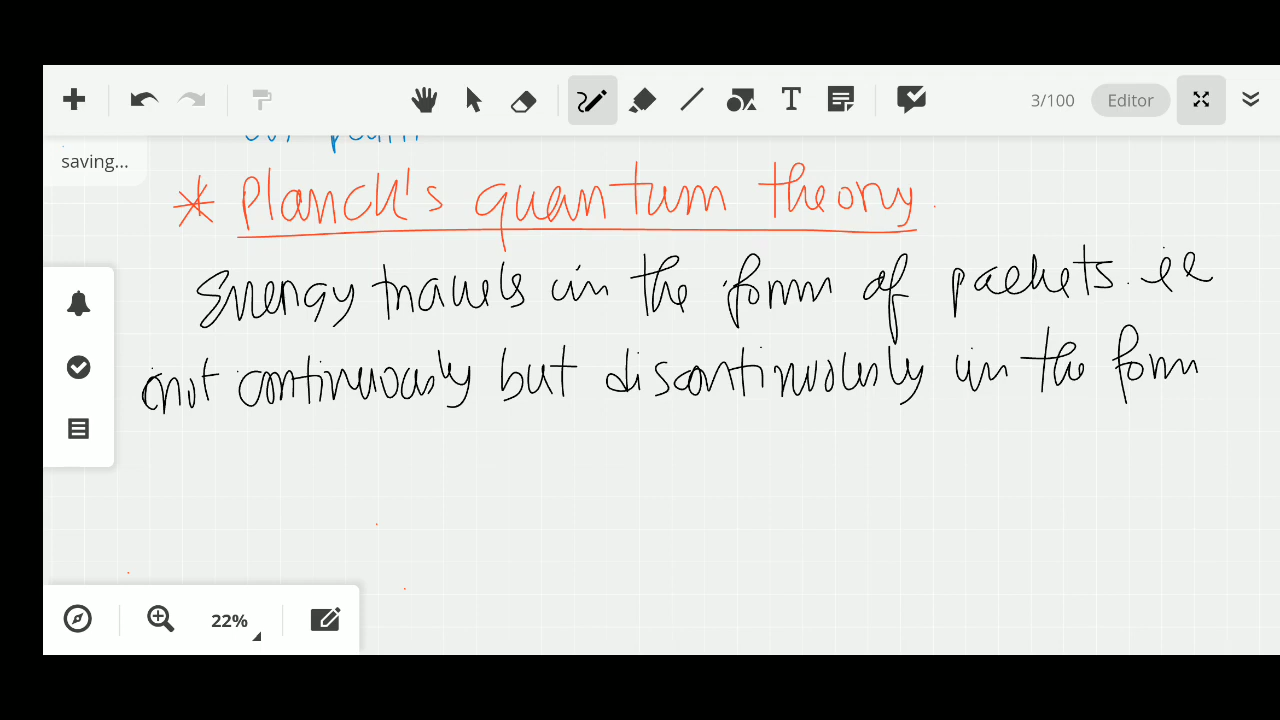 3/100 Editor
saving...
* Planck's quantum theory
Energy travels in the form of packets. ie
not continuously but discontinuously in the form
22%